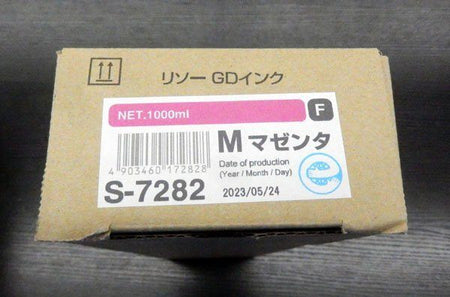 リソー GDインク
NET.1000ml
F
M マゼンタ
4 903460 172828
Date of production
(Year / Month / Day)
S-7282
2023/05/24